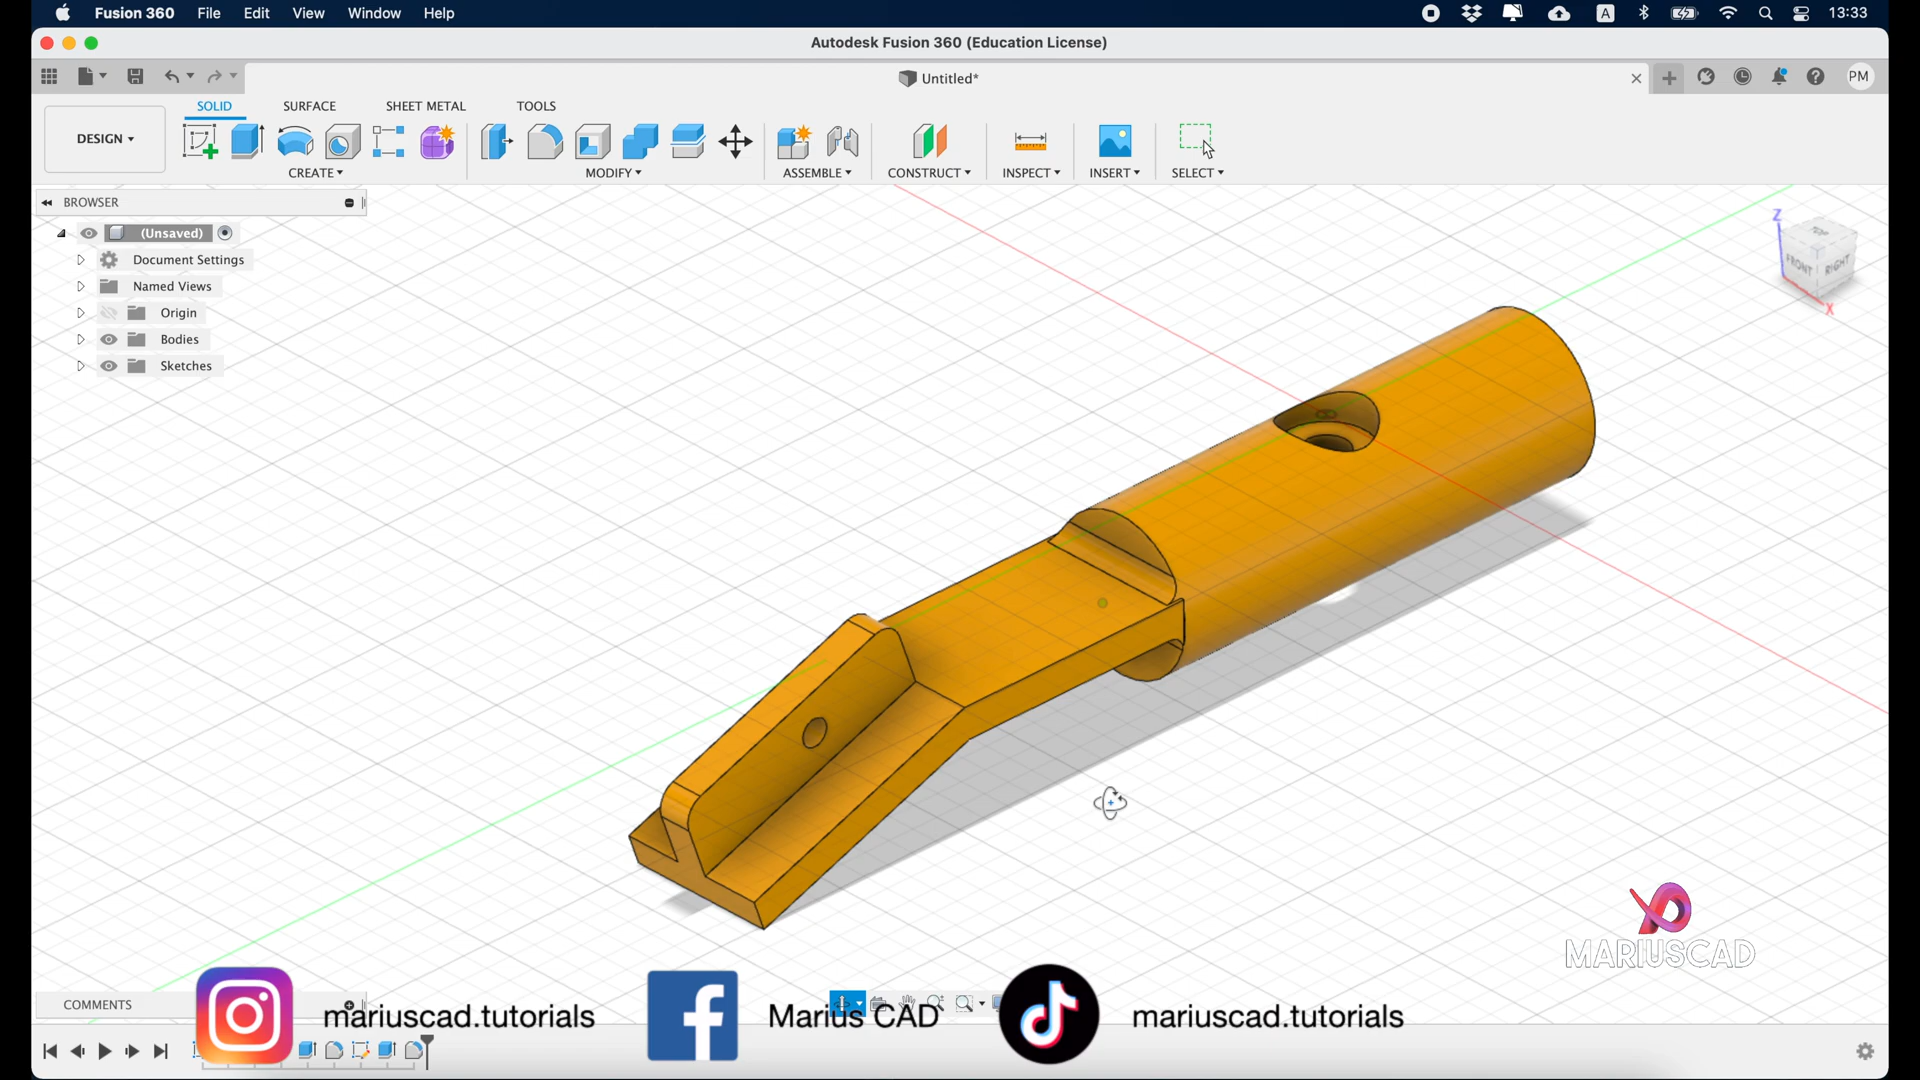 Fusion 360 File Edit View Window Help
A
13:33
Autodesk Fusion 360 (Education License)
Untitled*
PM
SOLID SURFACE SHEET METAL TOOLS
DESIGN
CREATE MODIFY ASSEMBLE CONSTRUCT INSPECT INSERT SELECT
BROWSER
(Unsaved)
Document Settings
Named Views
Origin
Bodies
Sketches
Z
TOP
FRONT RIGHT
X
MARIUSCAD
COMMENTS
mariuscad.tutorials Marius CAD mariuscad.tutorials